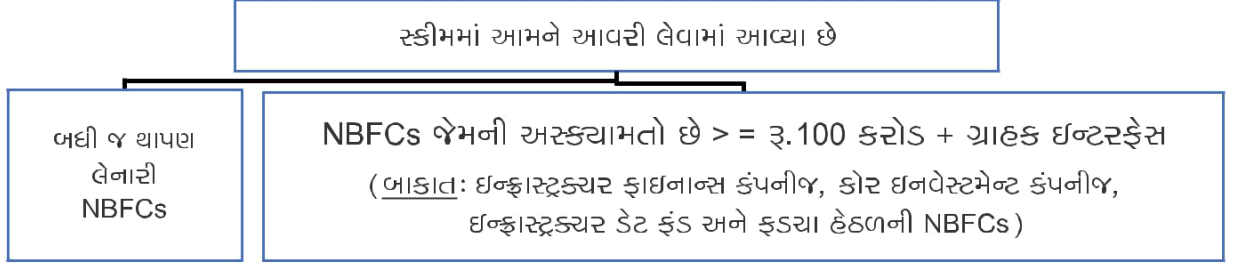 સ્કીમમાં આમને આવરી લેવામાં આવ્યા છે
બધી જ થાપણ
લેનારી
NBFCs
NBFCs જેમની અસ્ક્યામતો છે > = રૂ.100 કરોડ + ગ્રાહક ઈન્ટરફેસ
(બાકાતઃ ઇન્ફ્રાસ્ટ્રક્ચર ફાઇનાન્સ કંપનીજ, કોર ઇનવેસ્ટમેન્ટ કંપનીજ,
ઇન્ફ્રાસ્ટ્રક્ચર ડેટ ફંડ અને ફડચા હેઠળની NBFCs)